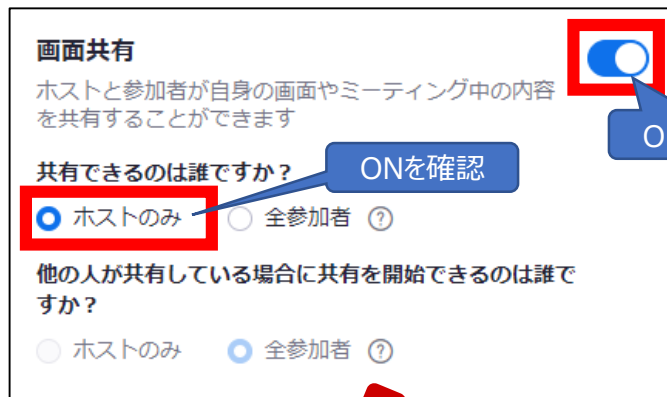 画面共有
ホストと参加者が自身の画面やミーティング中の内容
を共有することができます
O
共有できるのは誰ですか？
ONを確認
ホストのみ 全参加者 ?
他の人が共有している場合に共有を開始できるのは誰で
すか？
ホストのみ 全参加者 ?